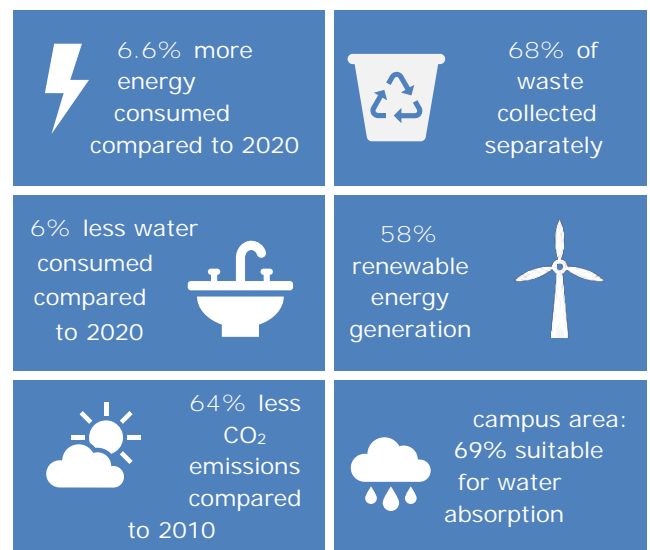 6.6% more
energy
consumed
compared to 2020
68% of
waste
collected
separately
6% less water
consumed
compared
to 2020
58%
renewable
energy
generation
64% less
CO₂
emissions
compared
to 2010
campus area:
69% suitable
for water
absorption